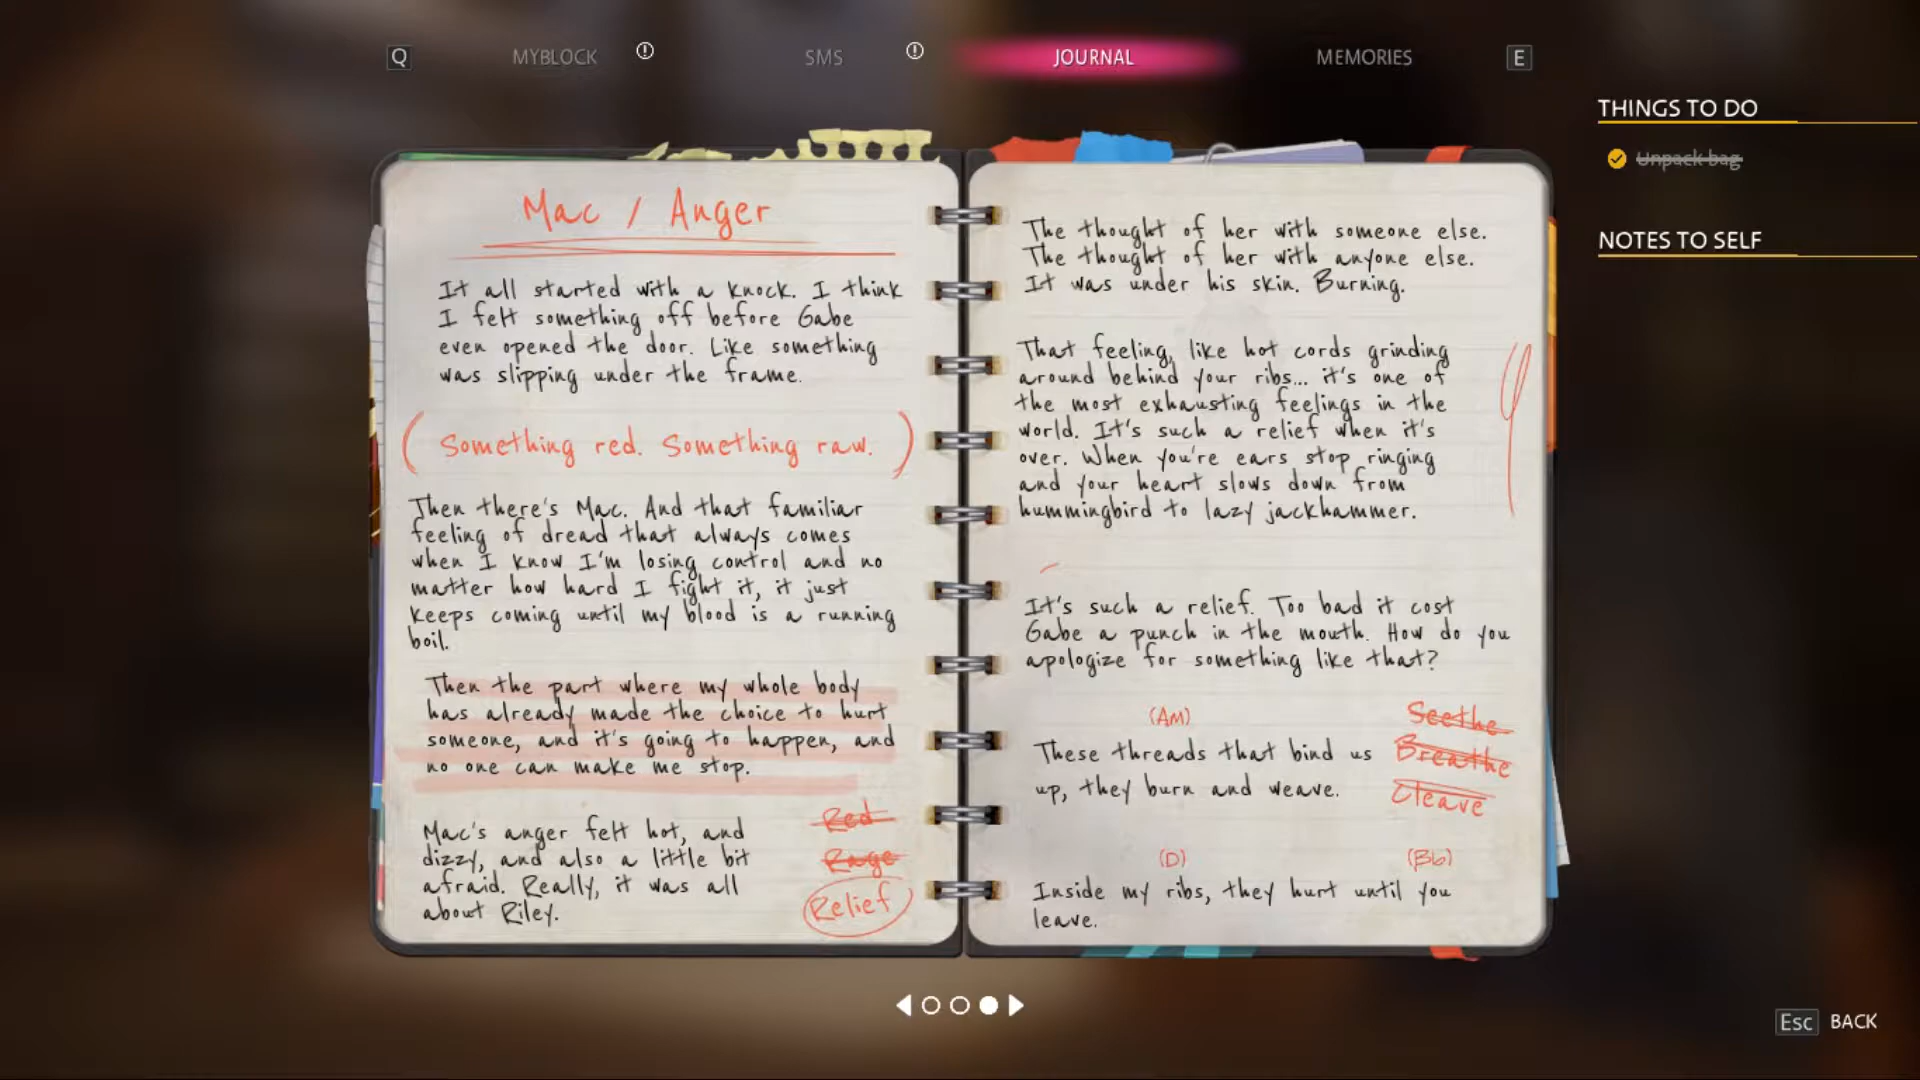 Q
MYBLOCK
SMS
JOURNAL
MEMORIES
E
THINGS TO DO
Unpack bag
NOTES TO SELF
Mac / Anger
It all started with a knock. I think
I felt something off before Gabe
even opened the door. Like something
was slipping under the frame.
(Something red. Something raw.)
Then there's Mac. And that familiar
feeling of dread that always comes
when I know I'm losing control and no
matter how hard I fight it, it just
keeps coming until my blood is a running
boil.
Then the part where my whole body
has already made the choice to hurt
someone, and it's going to happen, and
no one can make me stop.
Mac's anger felt hot, and
dizzy, and also a little bit
afraid. Really, it was all
about Riley.
Red
Rage
Relief
The thought of her with someone else.
The thought of her with anyone else.
It was under his skin. Burning.
That feeling, like hot cords grinding
around behind your ribs... it's one of
the most exhausting feelings in the
world. It's such a relief when it's
over. When you're ears stop ringing
and your heart slows down from
hummingbird to lazy jackhammer.
It's such a relief. Too bad it cost
Gabe a punch in the mouth. How do you
apologize for something like that?
(Am)
These threads that bind us
up, they burn and weave.
Seethe
Breathe
Cleave
(D) (Bb)
Inside my ribs, they hurt until you
leave.
Esc BACK